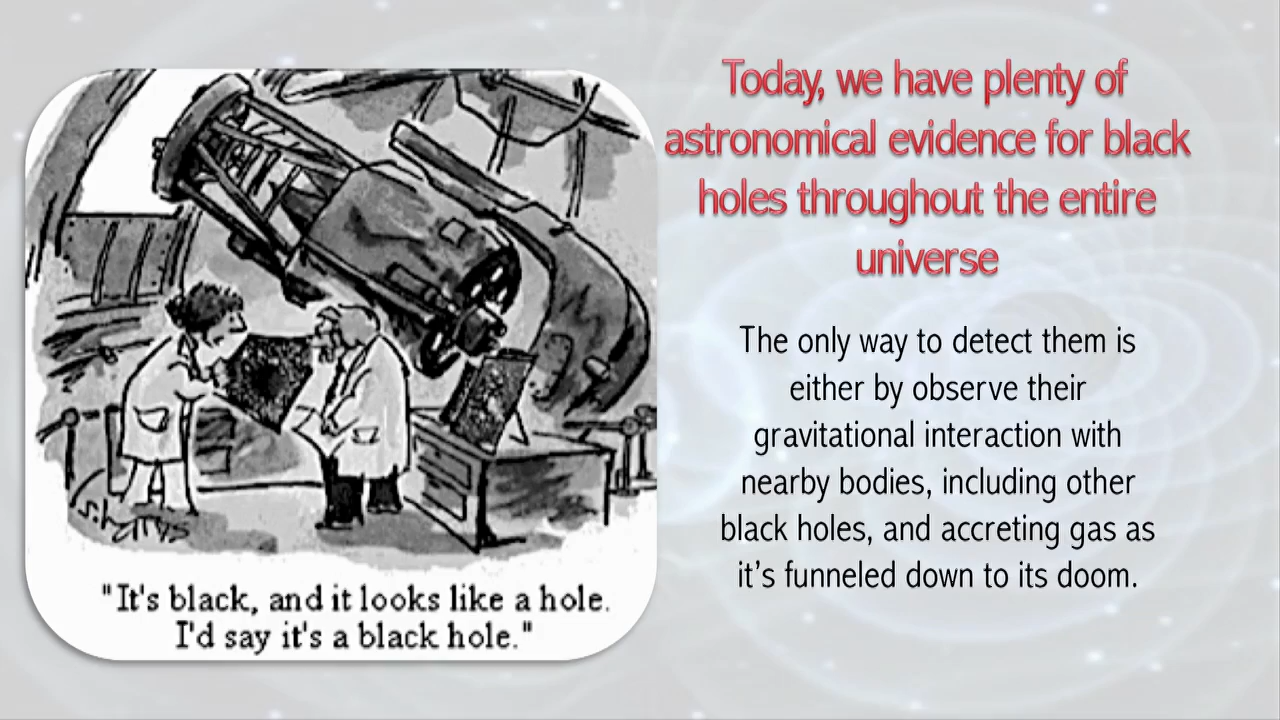 Today, we have plenty of
astronomical evidence for black
holes throughout the entire
universe
The only way to detect them is
either by observe their
gravitational interaction with
nearby bodies, including other
black holes, and accreting gas as
it's funneled down to its doom.
"It's black, and it looks like a hole.
I'd say it's a black hole."